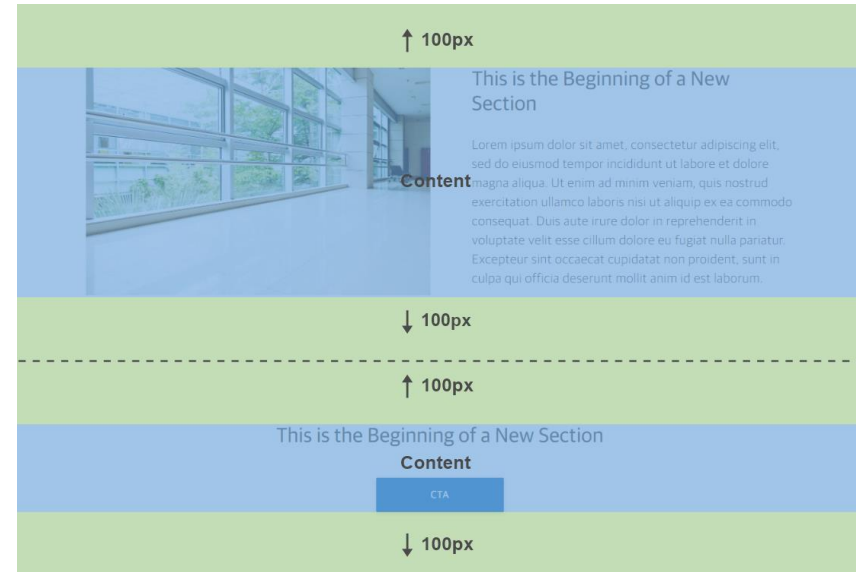 ↑ 100px
This is the Beginning of a New
Section
Lorem ipsum dolor sit amet, consectetur adipiscing elit,
sed do eiusmod tempor incididunt ut labore et dolore
Content
magna aliqua. Ut enim ad minim veniam, quis nostrud
exercitation ullamco laboris nisi ut aliquip ex ea commodo
consequat. Duis aute irure dolor in reprehenderit in
voluptate velit esse cillum dolore eu fugiat nulla pariatur.
Excepteur sint occaecat cupidatat non proident, sunt in
culpa qui officia deserunt mollit anim id est laborum.
↓ 100px
↑ 100px
This is the Beginning of a New Section
Content
CTA
↓ 100px